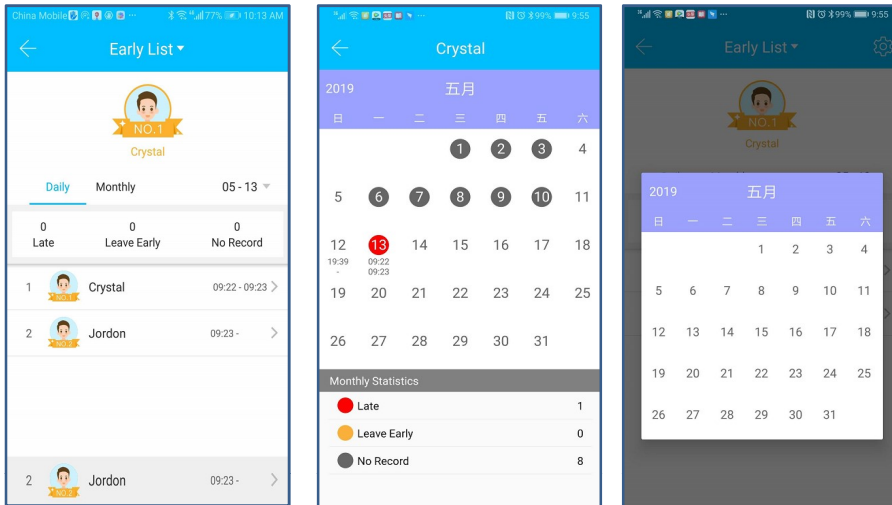 China Mobile 77% 10:13 AM
Early List
NO.1
Crystal
Daily Monthly 05 - 13
0 0 0
Late Leave Early No Record
1 NO.1 Crystal 09:22 - 09:23
2 NO.2 Jordon 09:23 -
2 NO.2 Jordon 09:23 -
99% 9:55
Crystal
2019 五月
日 一 二 三 四 五 六
1 2 3 4
5 6 7 8 9 10 11
12 13 14 15 16 17 18
19:39 09:22
- 09:23
19 20 21 22 23 24 25
26 27 28 29 30 31
Monthly Statistics
Late 1
Leave Early 0
No Record 8
99% 9:55
Early List
NO.1
Crystal
2019 五月
日 一 二 三 四 五 六
1 2 3 4
5 6 7 8 9 10 11
12 13 14 15 16 17 18
19 20 21 22 23 24 25
26 27 28 29 30 31